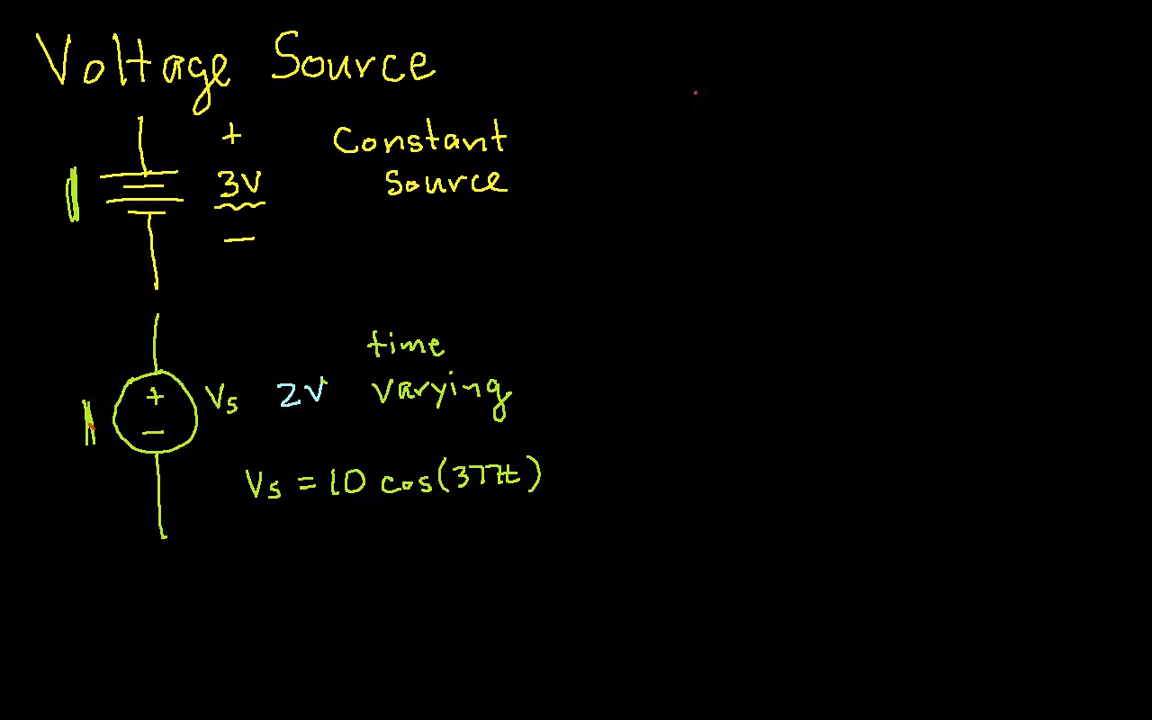 Voltage Source
+
3V
−
Constant
Source
time
varying
+
−
Vs
2V
Vs = 10 cos(377t)